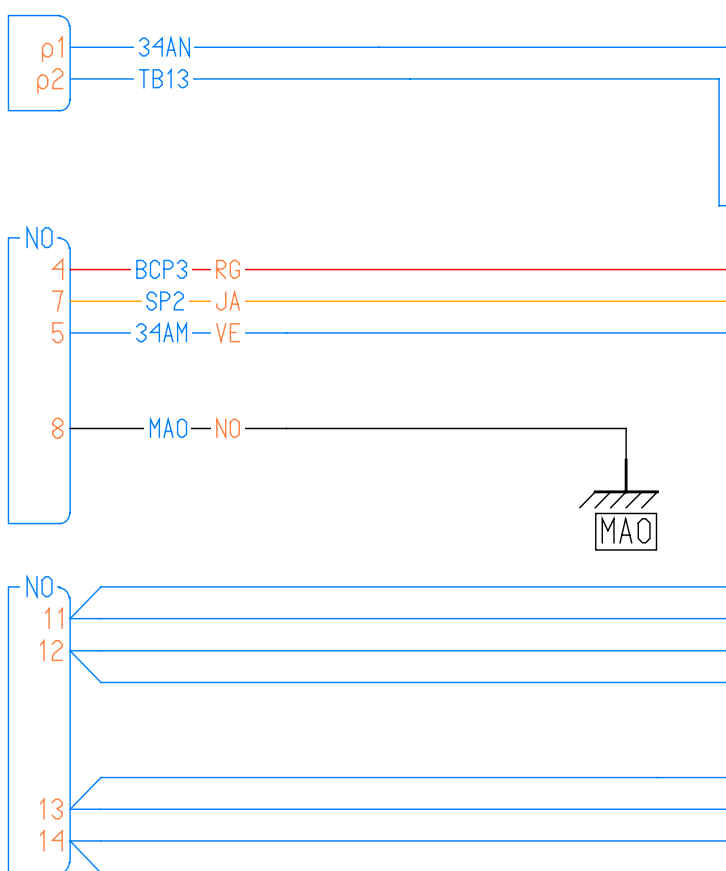 p1 34AN
p2 TB13
NO
4 BCP3 RG
7 SP2 JA
5 34AM VE
8 MAO NO
MAO
NO
11
12
13
14